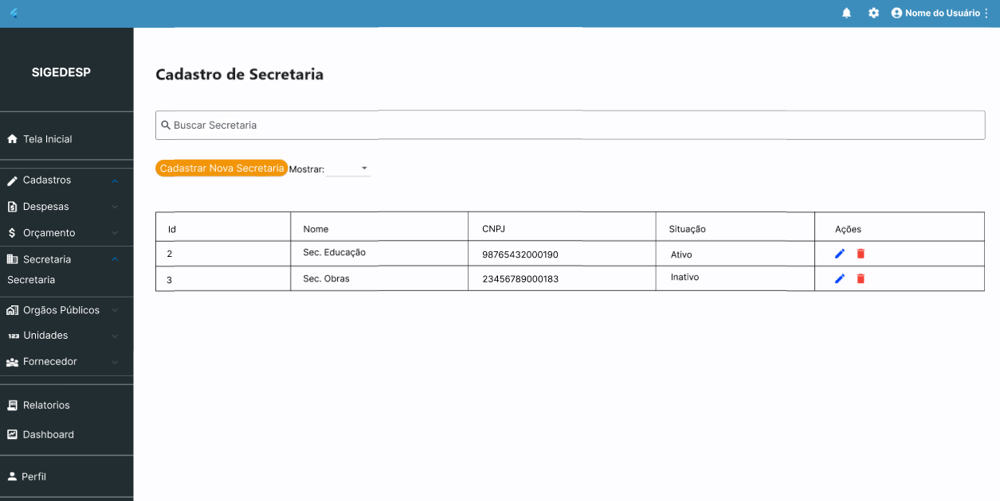 Nome do Usuário
SIGEDESP
Tela Inicial
Cadastros
Despesas
Orçamento
Secretaria
Secretaria
Orgãos Públicos
123 Unidades
Fornecedor
Relatorios
Dashboard
Perfil
Cadastro de Secretaria
Buscar Secretaria
Cadastrar Nova Secretaria Mostrar:
Id Nome CNPJ Situação Ações
2 Sec. Educação 98765432000190 Ativo
3 Sec. Obras 23456789000183 Inativo